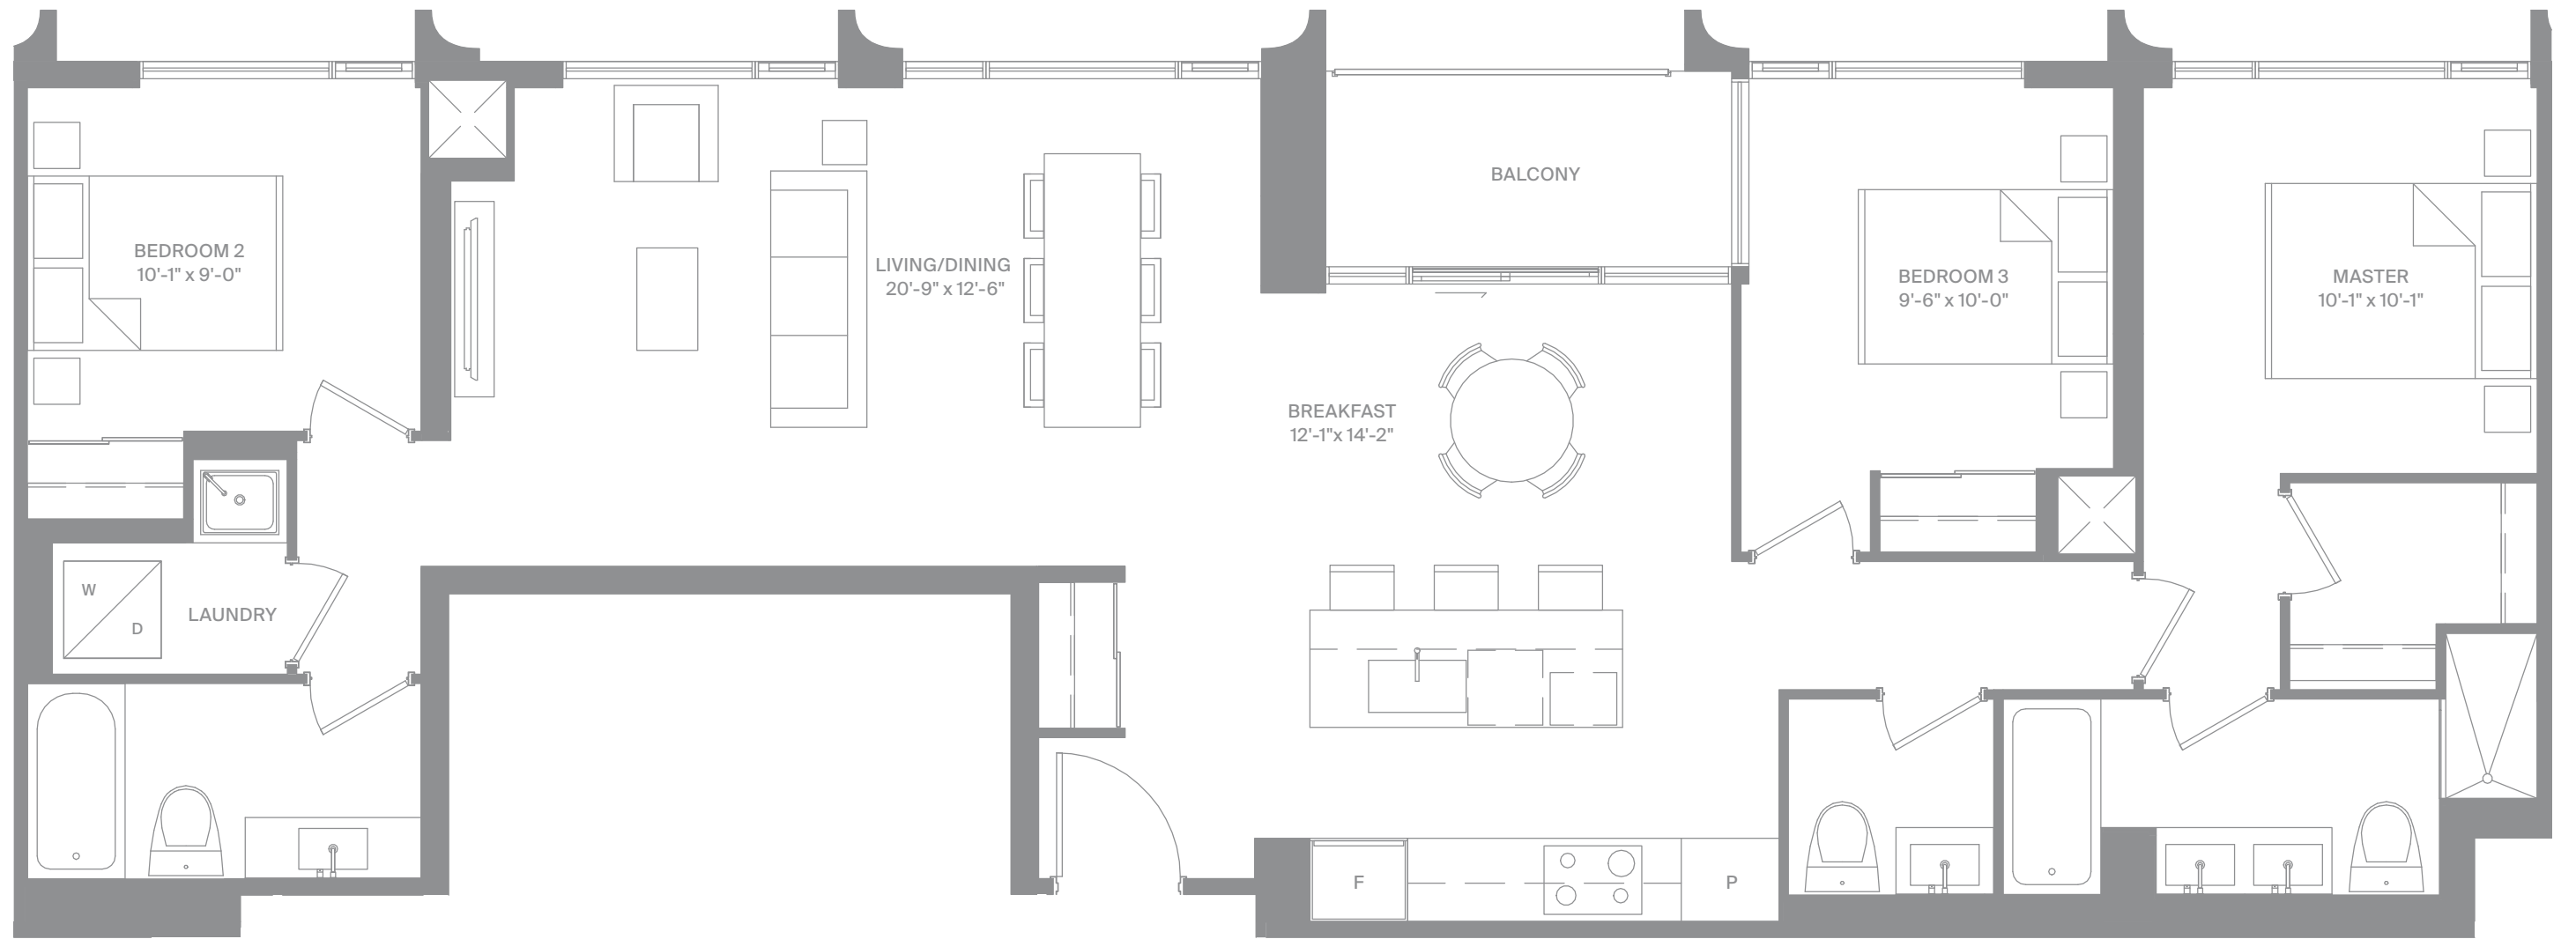 BALCONY
BEDROOM 2
10'-1" x 9'-0"
LIVING/DINING
20'-9" x 12'-6"
BEDROOM 3
9'-6" x 10'-0"
MASTER
10'-1" x 10'-1"
BREAKFAST
12'-1"x 14'-2"
W
D
LAUNDRY
F
P